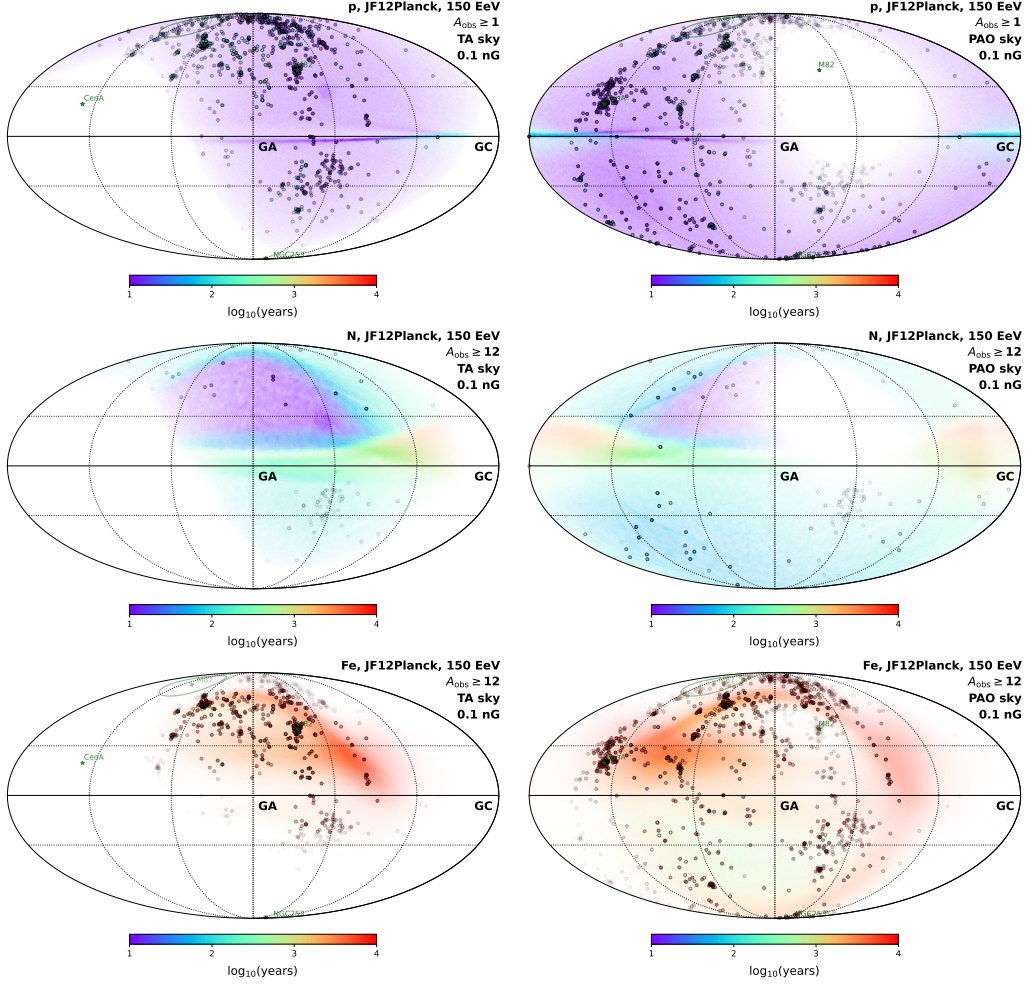 p, JF12Planck, 150 EeV
A_obs ≥ 1
TA sky
0.1 nG
CenA
GA
GC
NGC253
1 2 3 4
log10(years)
p, JF12Planck, 150 EeV
A_obs ≥ 1
PAO sky
0.1 nG
M82
GA
GC
1 2 3 4
log10(years)
N, JF12Planck, 150 EeV
A_obs ≥ 12
TA sky
0.1 nG
GA
GC
1 2 3 4
log10(years)
N, JF12Planck, 150 EeV
A_obs ≥ 12
PAO sky
0.1 nG
GA
GC
1 2 3 4
log10(years)
Fe, JF12Planck, 150 EeV
A_obs ≥ 12
TA sky
0.1 nG
M87
CenA
GA
GC
NGC253
1 2 3 4
log10(years)
Fe, JF12Planck, 150 EeV
A_obs ≥ 12
PAO sky
0.1 nG
M82
GA
GC
NGC253
1 2 3 4
log10(years)